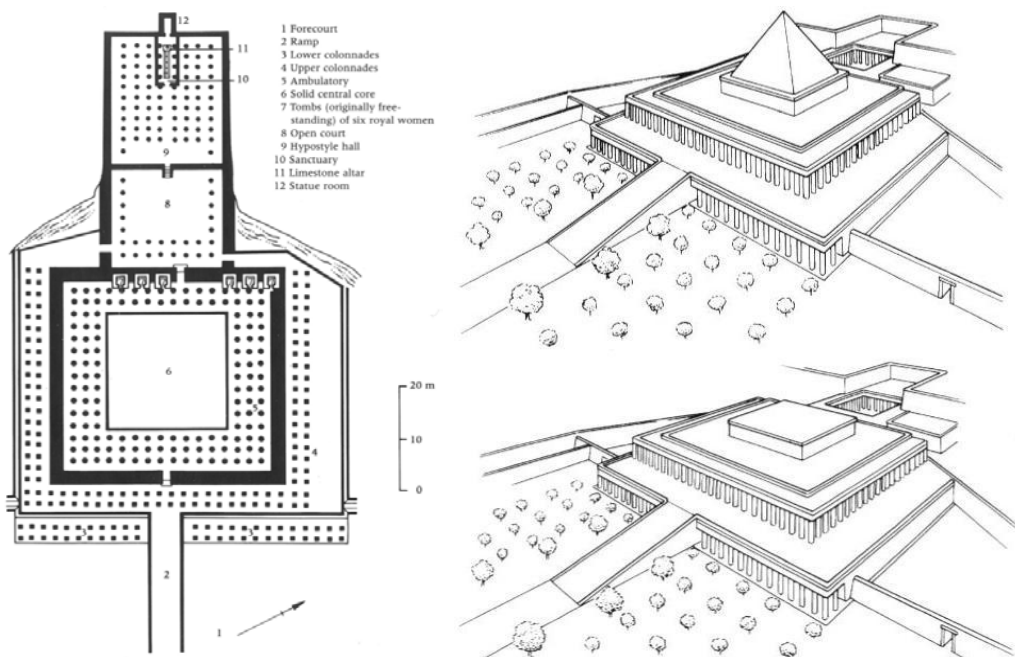 12
11
10
9
8
6
5
4
3
3
2
1
1 Forecourt
2 Ramp
3 Lower colonnades
4 Upper colonnades
5 Ambulatory
6 Solid central core
7 Tombs (originally free-
standing) of six royal women
8 Open court
9 Hypostyle hall
10 Sanctuary
11 Limestone altar
12 Statue room
20 m
10
0